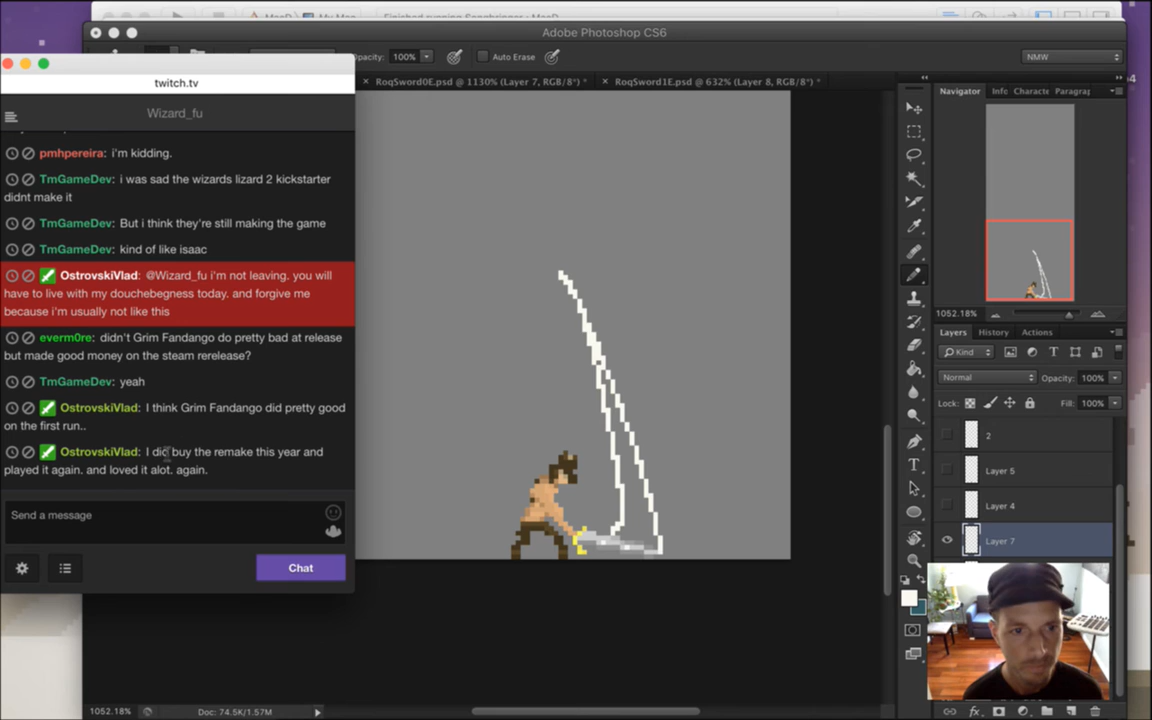 Adobe Photoshop CS6
Opacity: 100%
Auto Erase
NMW
twitch.tv
× RoqSword0E.psd @ 1130% (Layer 7, RGB/8*) *
× RoqSword1E.psd @ 632% (Layer 8, RGB/8*) *
Navigator
Info
Characte
Paragrap
Wizard_fu
pmhpereira: i'm kidding.
TmGameDev: i was sad the wizards lizard 2 kickstarter
didnt make it
TmGameDev: But i think they're still making the game
TmGameDev: kind of like isaac
OstrovskiVlad: @Wizard_fu i'm not leaving. you will
have to live with my douchebegness today. and forgive me
because i'm usually not like this
everm0re: didn't Grim Fandango do pretty bad at release
but made good money on the steam rerelease?
TmGameDev: yeah
OstrovskiVlad: I think Grim Fandango did pretty good
on the first run..
OstrovskiVlad: I did buy the remake this year and
played it again. and loved it alot. again.
Send a message
Chat
1052.18%
Layers
History
Actions
Kind
Normal
Opacity: 100%
Lock:
Fill: 100%
2
Layer 5
Layer 4
Layer 7
1052.18%
Doc: 74.5K/1.57M